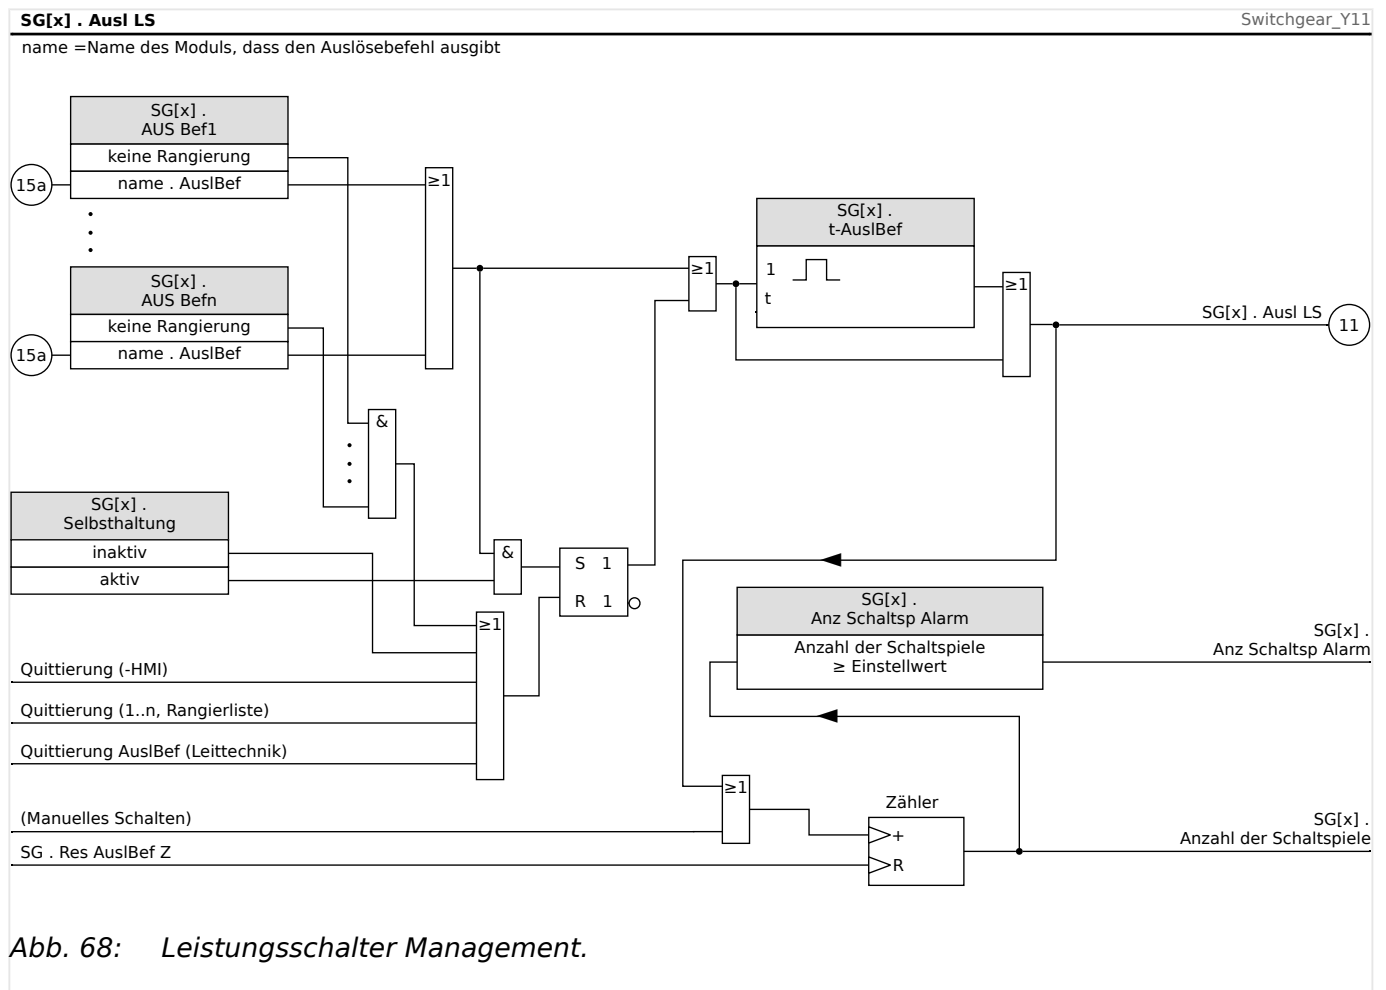 SG[x] . Ausl LS
Switchgear_Y11
name =Name des Moduls, dass den Auslösebefehl ausgibt
SG[x] .
AUS Bef1
keine Rangierung
15a
name . AuslBef
≥1
SG[x] .
AUS Befn
keine Rangierung
15a
name . AuslBef
≥1
SG[x] .
t-AuslBef
1
t
≥1
SG[x] . Ausl LS
11
&
SG[x] .
Selbsthaltung
inaktiv
aktiv
&
S 1
R 1
≥1
Quittierung (-HMI)
Quittierung (1..n, Rangierliste)
Quittierung AuslBef (Leittechnik)
SG[x] .
Anz Schaltsp Alarm
Anzahl der Schaltspiele
≥ Einstellwert
SG[x] .
Anz Schaltsp Alarm
(Manuelles Schalten)
≥1
Zähler
+
R
SG . Res AuslBef Z
SG[x] .
Anzahl der Schaltspiele
Abb. 68: Leistungsschalter Management.